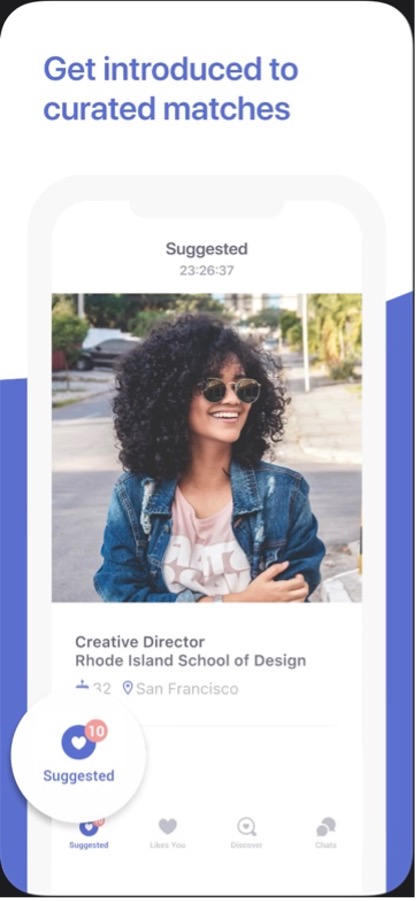 Get introduced to
curated matches
Suggested
23:26:37
Creative Director
Rhode Island School of Design
32 San Francisco
10
Suggested
Suggested Likes You Discover Chats